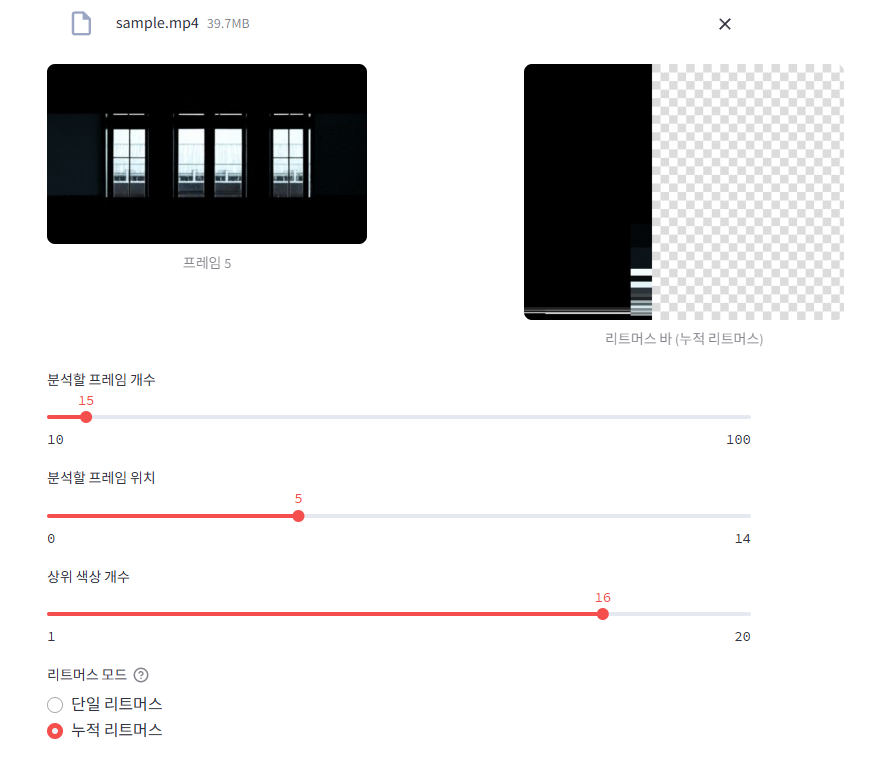 sample.mp4 39.7MB
프레임 5
리트머스 바 (누적 리트머스)
분석할 프레임 개수
15
10 100
분석할 프레임 위치
5
0 14
상위 색상 개수
16
1 20
리트머스 모드
단일 리트머스
누적 리트머스